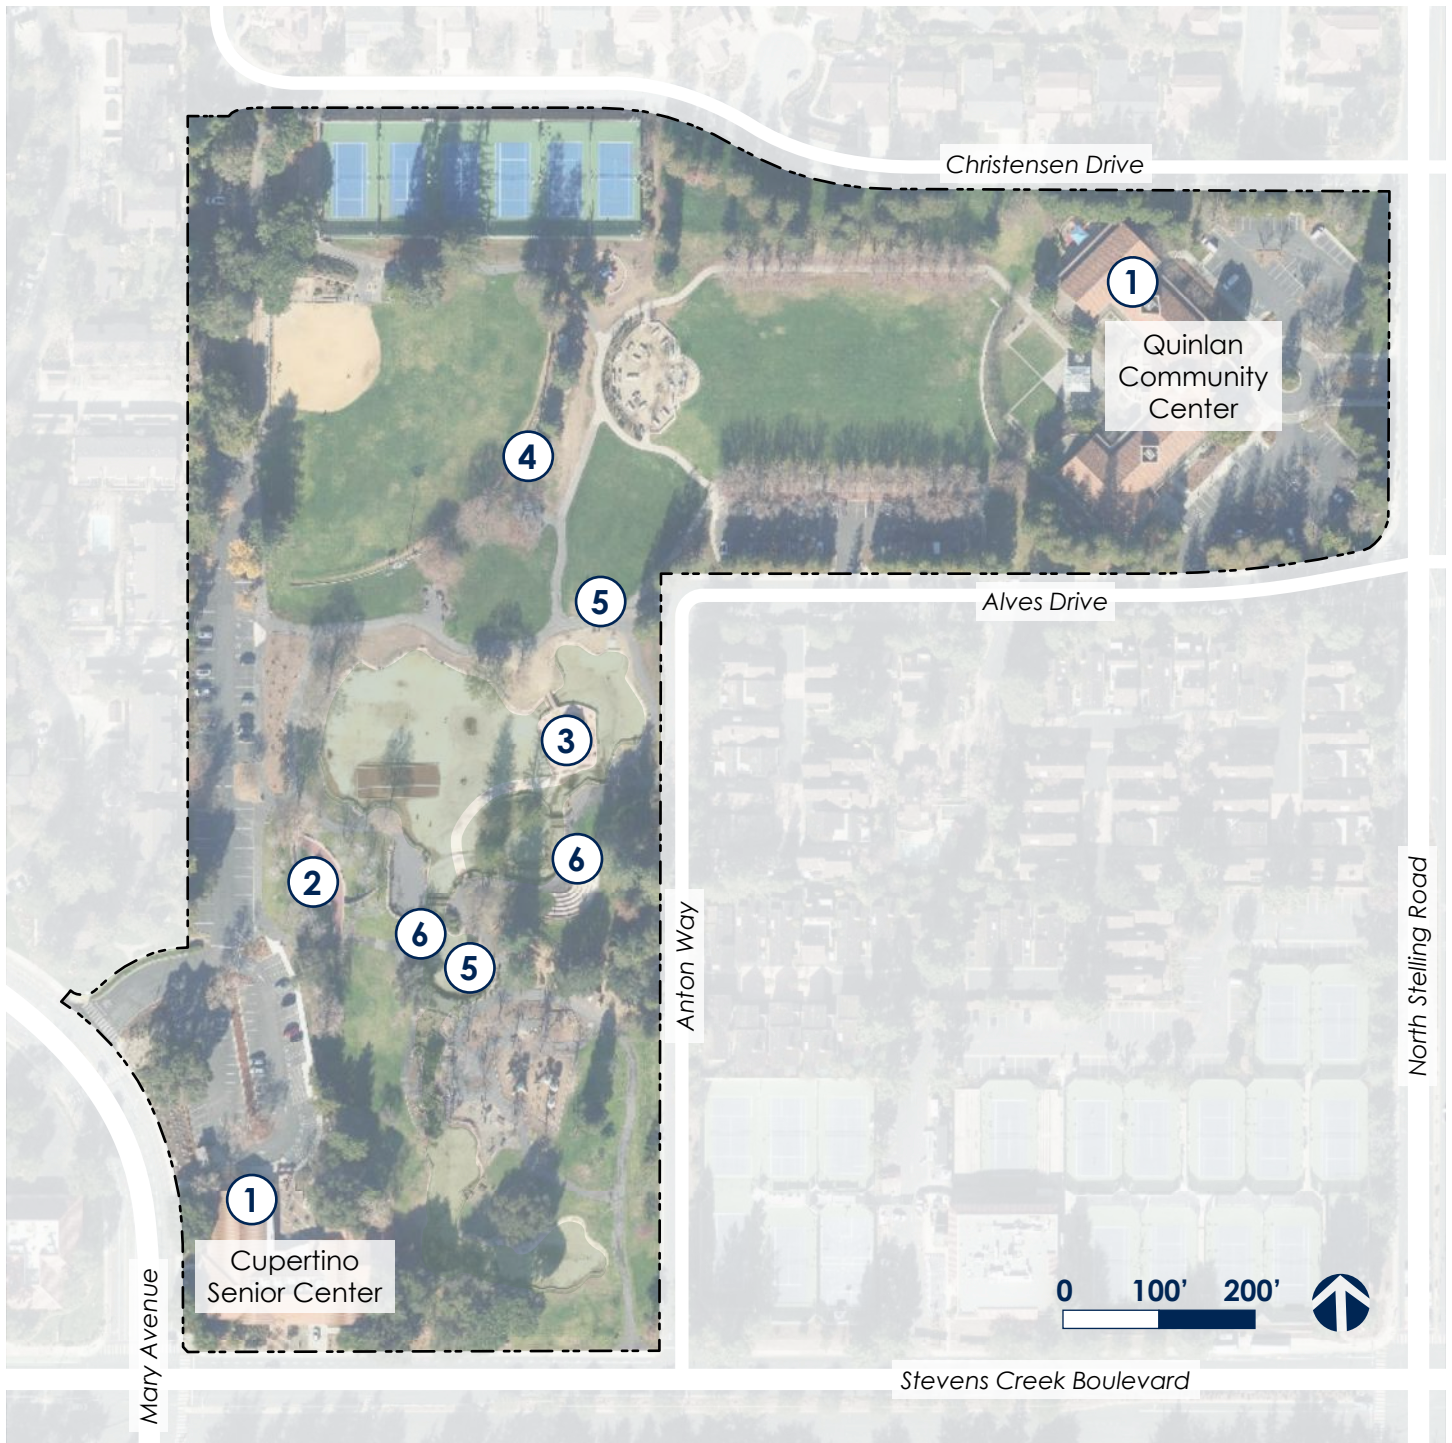 Christensen Drive
1
Quinlan
Community
Center
4
5
Alves Drive
3
6
2
6
5
Anton Way
North Stelling Road
1
Cupertino
Senior Center
0 100’ 200’
Mary Avenue
Stevens Creek Boulevard